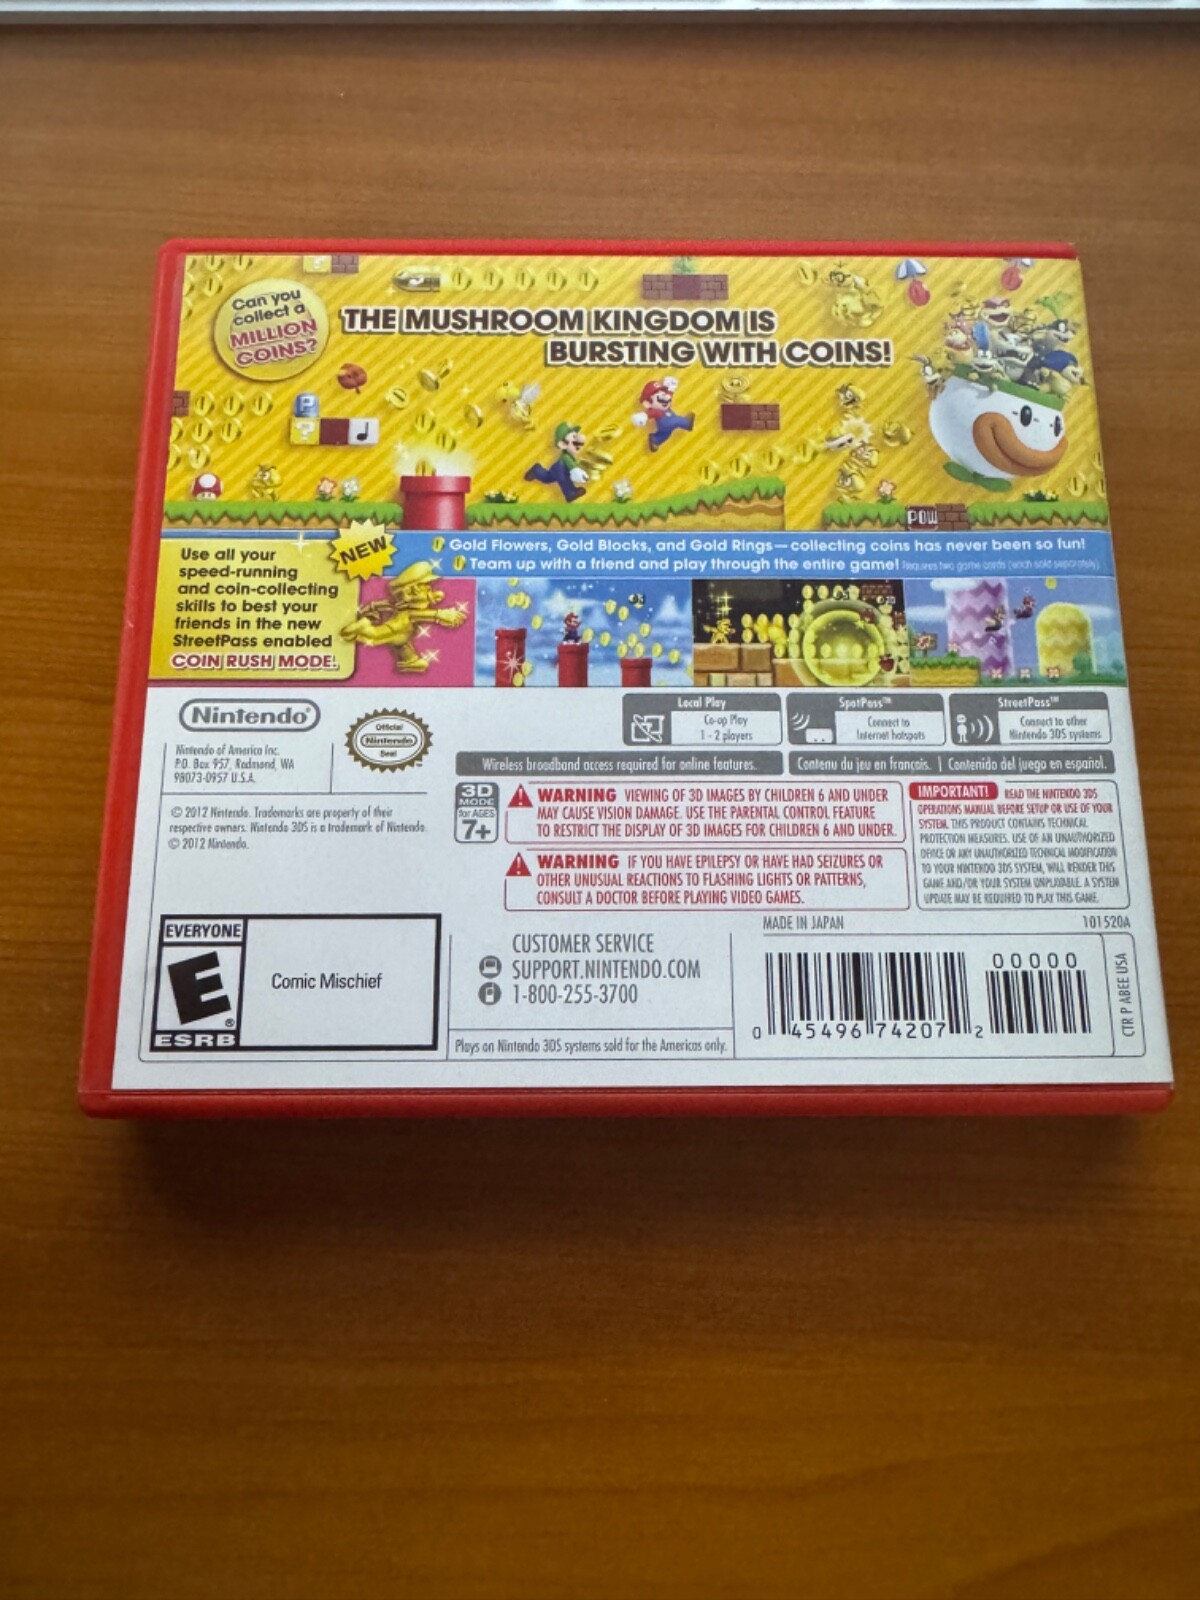 Can you
collect a
MILLION
COINS?
THE MUSHROOM KINGDOM IS
BURSTING WITH COINS!
P
?
POW
NEW
Use all your
speed-running
and coin-collecting
skills to best your
friends in the new
StreetPass enabled
COIN RUSH MODE!
Gold Flowers, Gold Blocks, and Gold Rings—collecting coins has never been so fun!
Team up with a friend and play through the entire game! Requires two game cards (each sold separately).
Nintendo®
Nintendo of America Inc.
P.O. Box 957, Redmond, WA
98073-0957 U.S.A.
Official
Nintendo
Seal
Local Play
Co-op Play
1 - 2 players
SpotPass™
Connect to
Internet hotspots
StreetPass™
Connect to other
Nintendo 3DS systems
Wireless broadband access required for online features.
Contenu du jeu en français. | Contenido del juego en español.
© 2012 Nintendo. Trademarks are property of their
respective owners. Nintendo 3DS is a trademark of Nintendo.
© 2012 Nintendo.
3D
MODE
for AGES
7+
WARNING VIEWING OF 3D IMAGES BY CHILDREN 6 AND UNDER
MAY CAUSE VISION DAMAGE. USE THE PARENTAL CONTROL FEATURE
TO RESTRICT THE DISPLAY OF 3D IMAGES FOR CHILDREN 6 AND UNDER.
WARNING IF YOU HAVE EPILEPSY OR HAVE HAD SEIZURES OR
OTHER UNUSUAL REACTIONS TO FLASHING LIGHTS OR PATTERNS,
CONSULT A DOCTOR BEFORE PLAYING VIDEO GAMES.
IMPORTANT! READ THE NINTENDO 3DS
OPERATIONS MANUAL BEFORE SETUP OR USE OF YOUR
SYSTEM. THIS PRODUCT CONTAINS TECHNICAL
PROTECTION MEASURES. USE OF AN UNAUTHORIZED
DEVICE OR ANY UNAUTHORIZED TECHNICAL MODIFICATION
TO YOUR NINTENDO 3DS SYSTEM, WILL RENDER THIS
GAME AND/OR YOUR SYSTEM UNPLAYABLE. A SYSTEM
UPDATE MAY BE REQUIRED TO PLAY THIS GAME.
EVERYONE
E
®
ESRB
Comic Mischief
CUSTOMER SERVICE
SUPPORT.NINTENDO.COM
1-800-255-3700
Plays on Nintendo 3DS systems sold for the Americas only.
MADE IN JAPAN
101520A
00000
0 45496 74207 2
CTR P ABEE USA